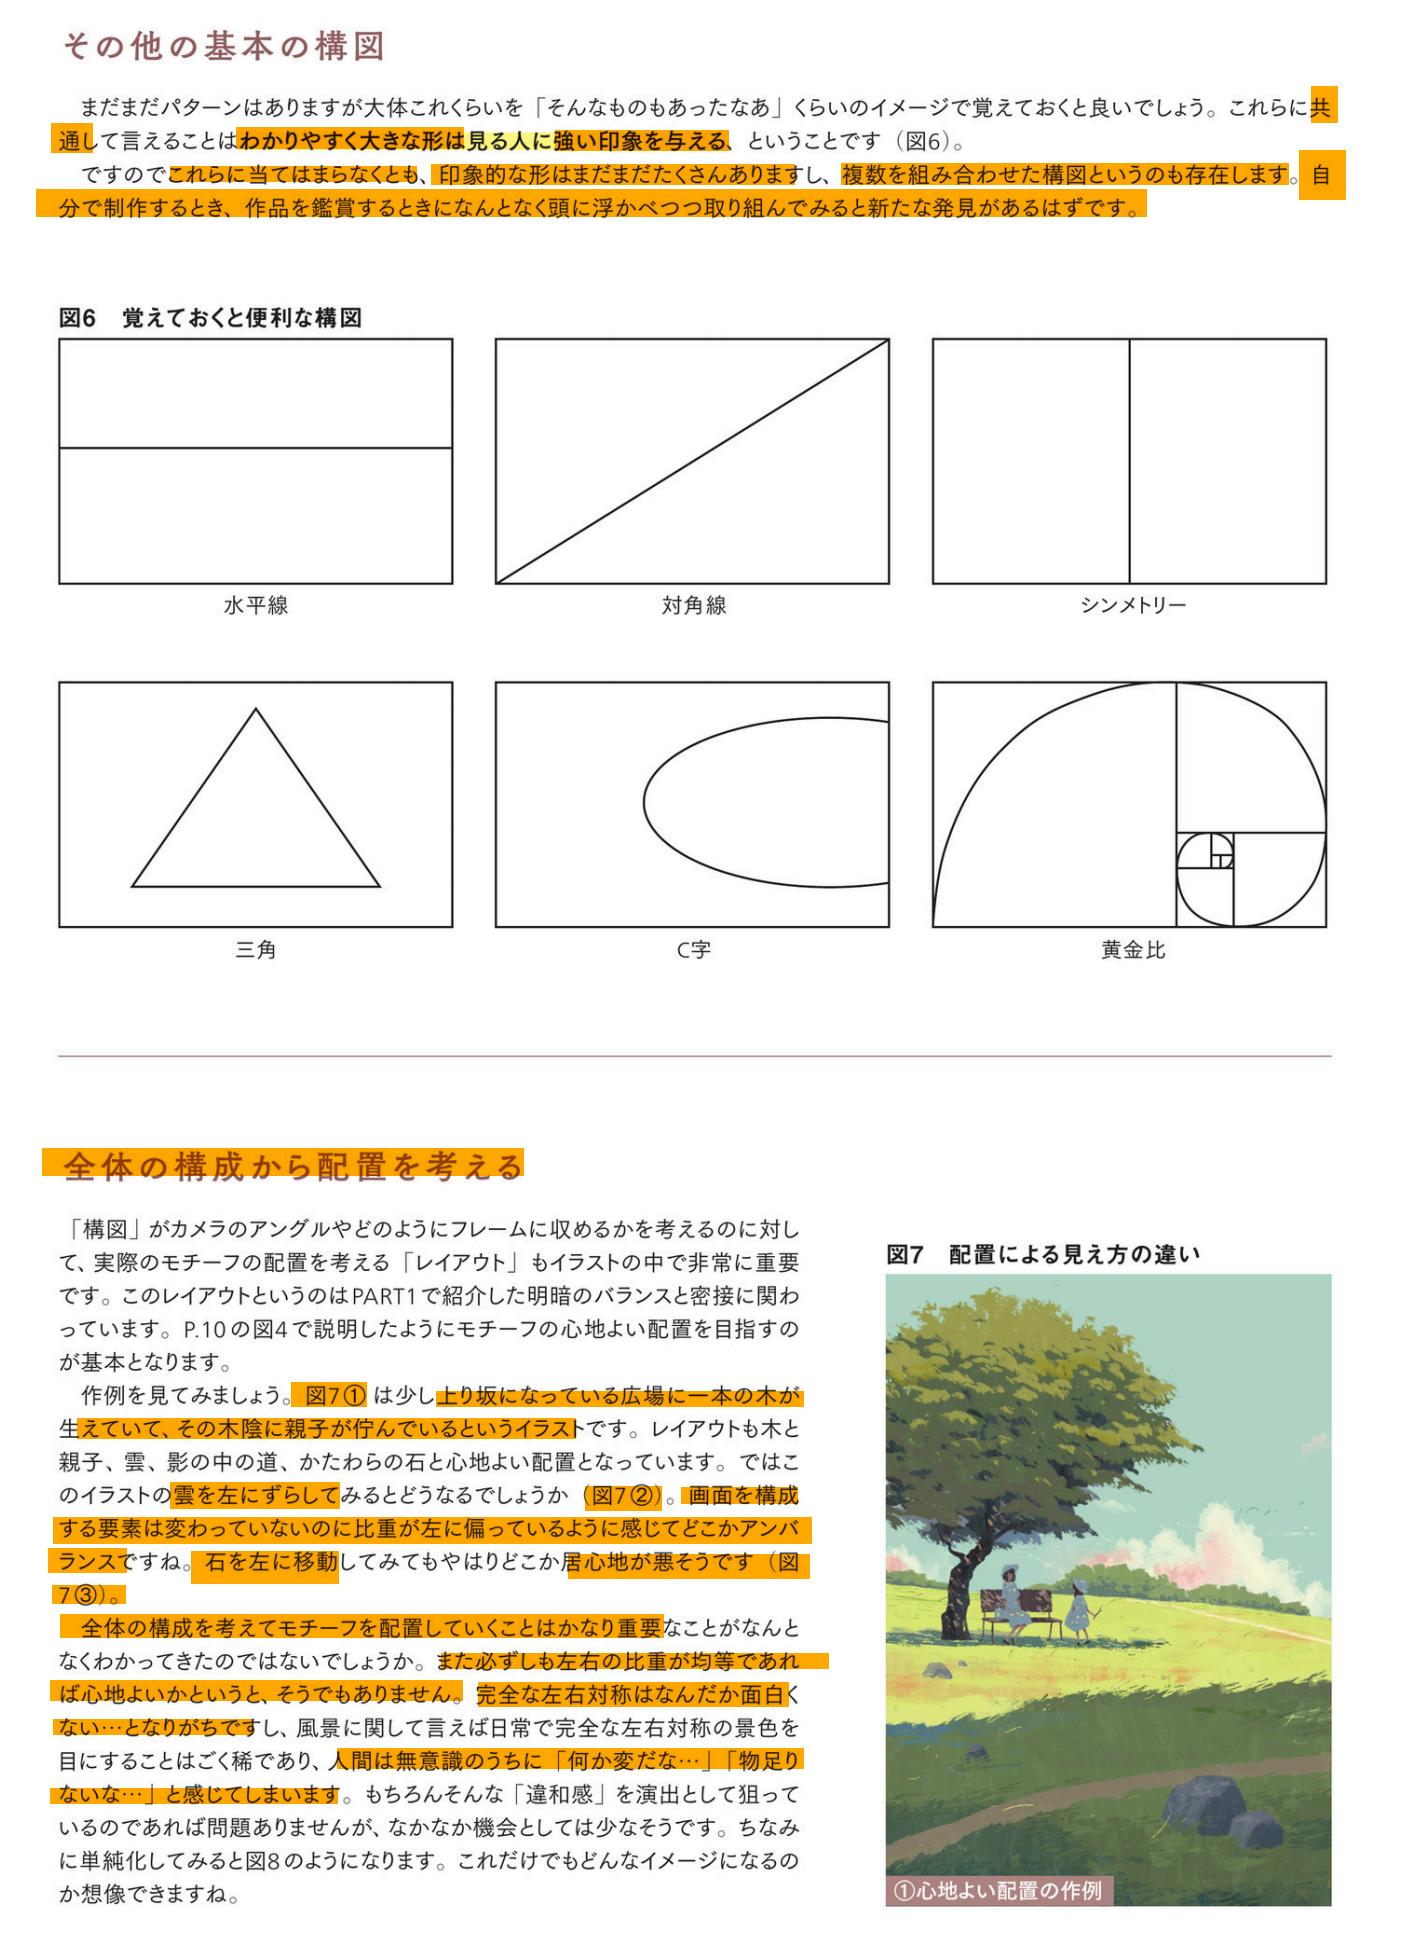 その他の基本の構図
まだまだパターンはありますが大体これくらいを「そんなものもあったなあ」くらいのイメージで覚えておくと良いでしょう。これらに共
通して言えることはわかりやすく大きな形は見る人に強い印象を与える、ということです（図6）。
ですのでこれらに当てはまらなくとも、印象的な形はまだまだたくさんありますし、複数を組み合わせた構図というのも存在します。自
分で制作するとき、作品を鑑賞するときになんとなく頭に浮かべつつ取り組んでみると新たな発見があるはずです。
図6　覚えておくと便利な構図
水平線
対角線
シンメトリー
三角
C字
黄金比
全体の構成から配置を考える
「構図」がカメラのアングルやどのようにフレームに収めるかを考えるのに対し
て、実際のモチーフの配置を考える「レイアウト」もイラストの中で非常に重要
です。このレイアウトというのはPART1で紹介した明暗のバランスと密接に関わ
っています。P.10の図4で説明したようにモチーフの心地よい配置を目指すの
が基本となります。
作例を見てみましょう。図7①は少し上り坂になっている広場に一本の木が
生えていて、その木陰に親子が佇んでいるというイラストです。レイアウトも木と
親子、雲、影の中の道、かたわらの石と心地よい配置となっています。ではこ
のイラストの雲を左にずらしてみるとどうなるでしょうか（図7②）。画面を構成
する要素は変わっていないのに比重が左に偏っているように感じてどこかアンバ
ランスですね。石を左に移動してみてもやはりどこか居心地が悪そうです（図
7③）。
全体の構成を考えてモチーフを配置していくことはかなり重要なことがなんと
なくわかってきたのではないでしょうか。また必ずしも左右の比重が均等であれ
ば心地よいかというと、そうでもありません。完全な左右対称はなんだか面白く
ない…となりがちですし、風景に関して言えば日常で完全な左右対称の景色を
目にすることはごく稀であり、人間は無意識のうちに「何か変だな…」「物足り
ないな…」と感じてしまいます。もちろんそんな「違和感」を演出として狙って
いるのであれば問題ありませんが、なかなか機会としては少なそうです。ちなみ
に単純化してみると図8のようになります。これだけでもどんなイメージになるの
か想像できますね。
図7　配置による見え方の違い
①心地よい配置の作例